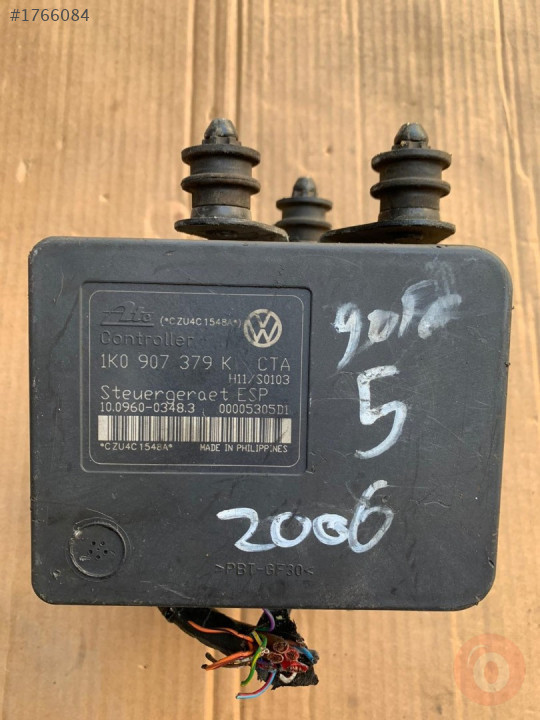 #1766084
Ate (*CZU4C1548A*)
Controller
1K0 907 379 K CTA
H11/S0103
Steuergeraet ESP
10.0960-0348.3 00005305D1
*CZU4C1548A*
MADE IN PHILIPPINES
golf
5
2006
>PBT-GF30<